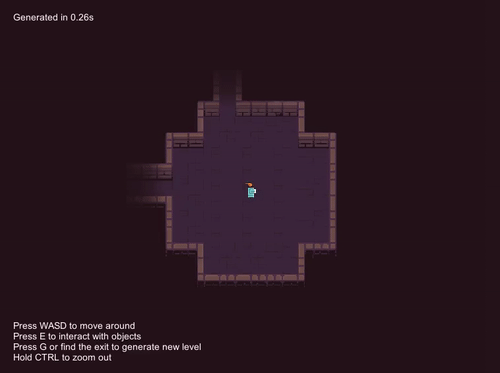 Generated in 0.26s
Press WASD to move around
Press E to interact with objects
Press G or find the exit to generate new level
Hold CTRL to zoom out